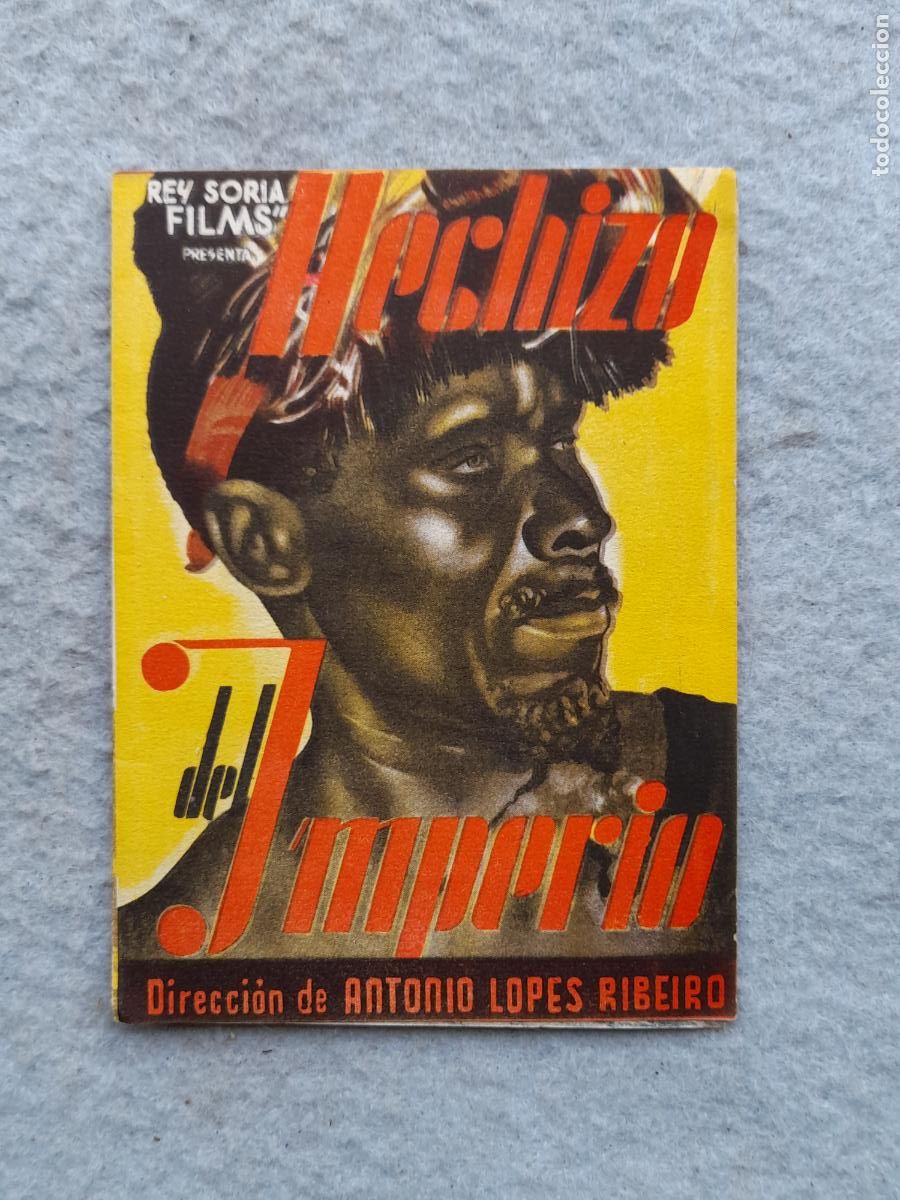 REY SORIA
FILMS"
PRESENTA
Hechizo
del
Imperio
Dirección de ANTONIO LOPES RIBEIRO
todocoleccion